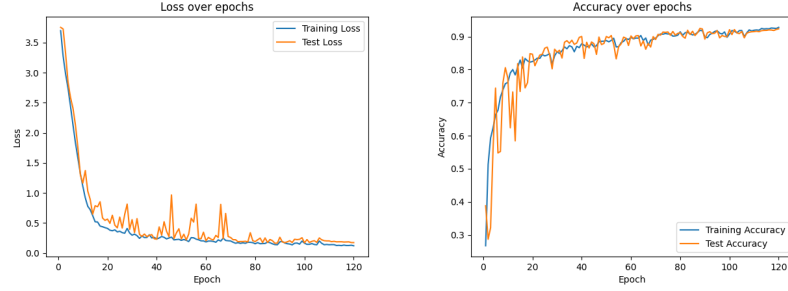 Loss over epochs
Training Loss
Test Loss
3.5
3.0
2.5
2.0
1.5
1.0
0.5
0.0
Loss
0 20 40 60 80 100 120
Epoch
Accuracy over epochs
0.9
0.8
0.7
0.6
0.5
0.4
0.3
Accuracy
Training Accuracy
Test Accuracy
0 20 40 60 80 100 120
Epoch